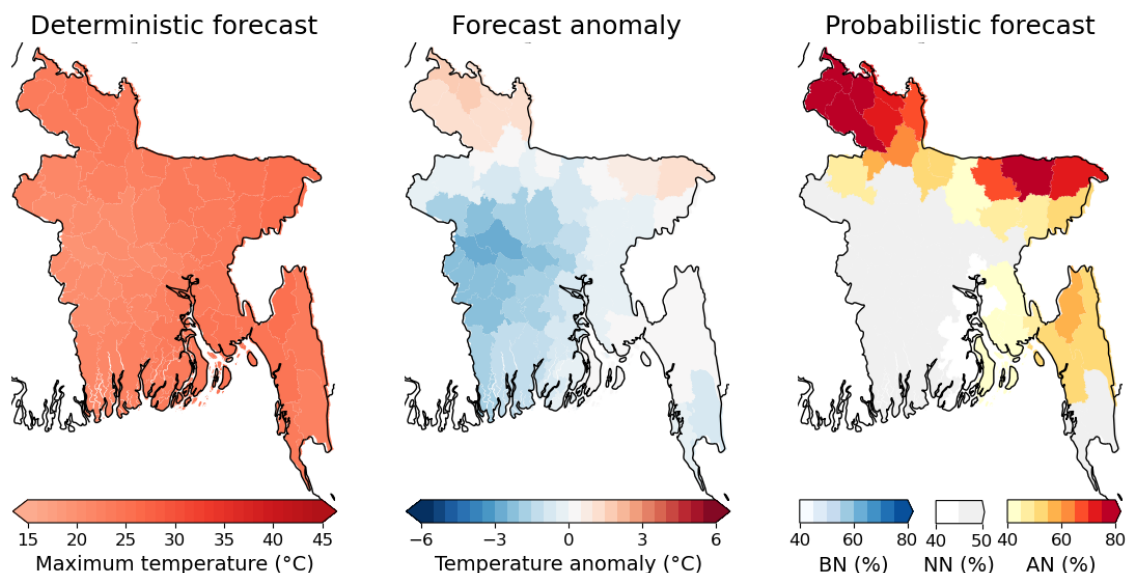 Deterministic forecast
Forecast anomaly
Probabilistic forecast
15 20 25 30 35 40 45
Maximum temperature (°C)
−6 −3 0 3 6
Temperature anomaly (°C)
40 60 80
BN (%)
40 50
NN (%)
40 60 80
AN (%)